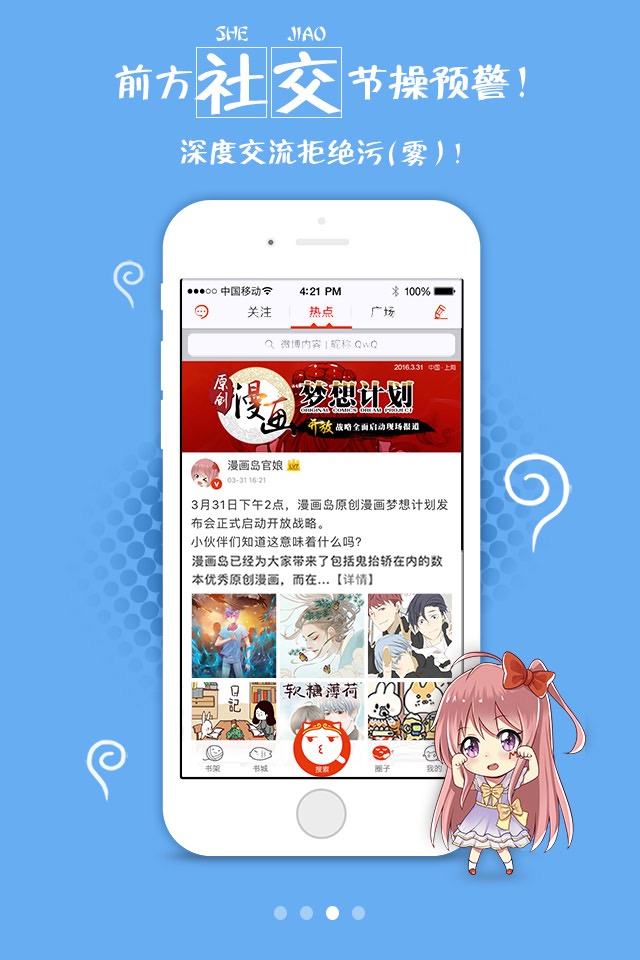 SHE JIAO
前方社交节操预警！
深度交流拒绝污(雾)！
中国移动 4:21 PM 100%
关注 热点 广场
微博内容 | 昵称 QwQ
2016.3.31 中国·上海
原创漫画梦想计划
ORIGINAL COMICS DREAM PROJECT
开放战略全面启动现场报道
漫画岛官娘
03-31 16:21
3月31日下午2点，漫画岛原创漫画梦想计划发
布会正式启动开放战略。
小伙伴们知道这意味着什么吗？
漫画岛已经为大家带来了包括鬼抬轿在内的数
本优秀原创漫画，而在...【详情】
日记
软糖薄荷
书架 书城 搜索 圈子 我的